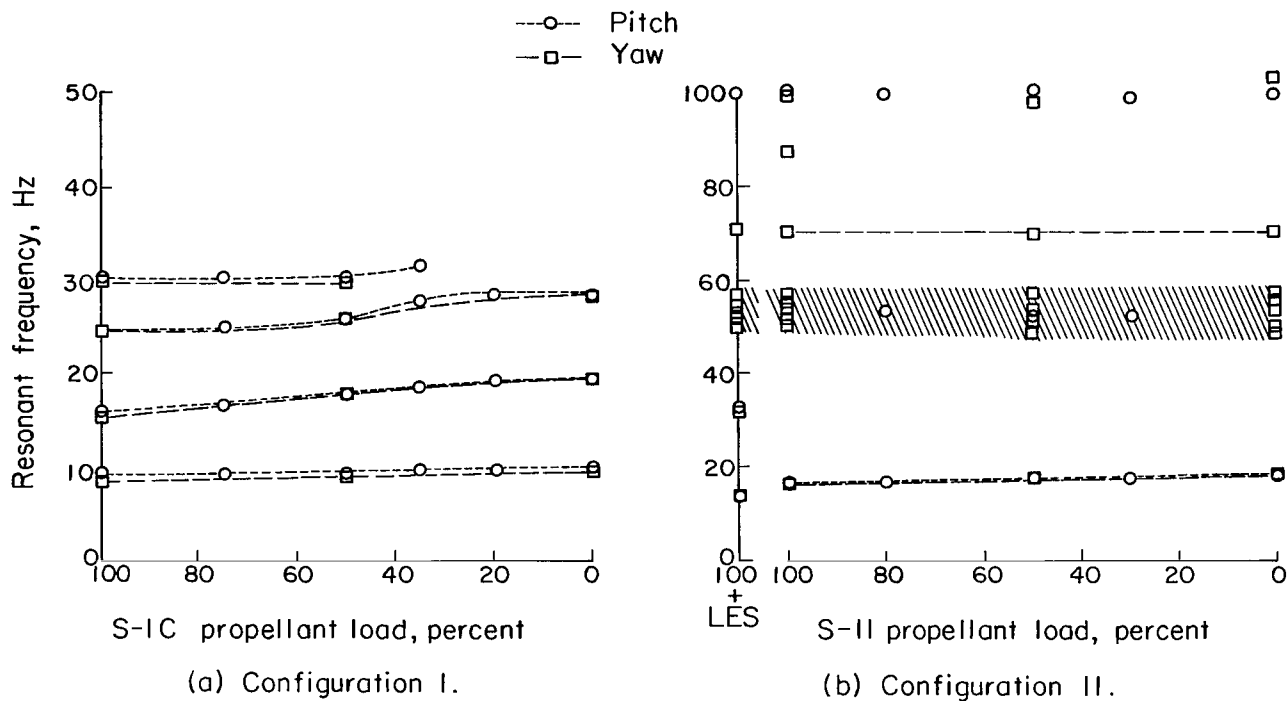 Pitch
Yaw
Resonant frequency, Hz
50
40
30
20
10
0
100 80 60 40 20 0
S-IC propellant load, percent
(a) Configuration I.
100
80
60
40
20
0
100 100 80 60 40 20 0
+
LES
S-II propellant load, percent
(b) Configuration II.